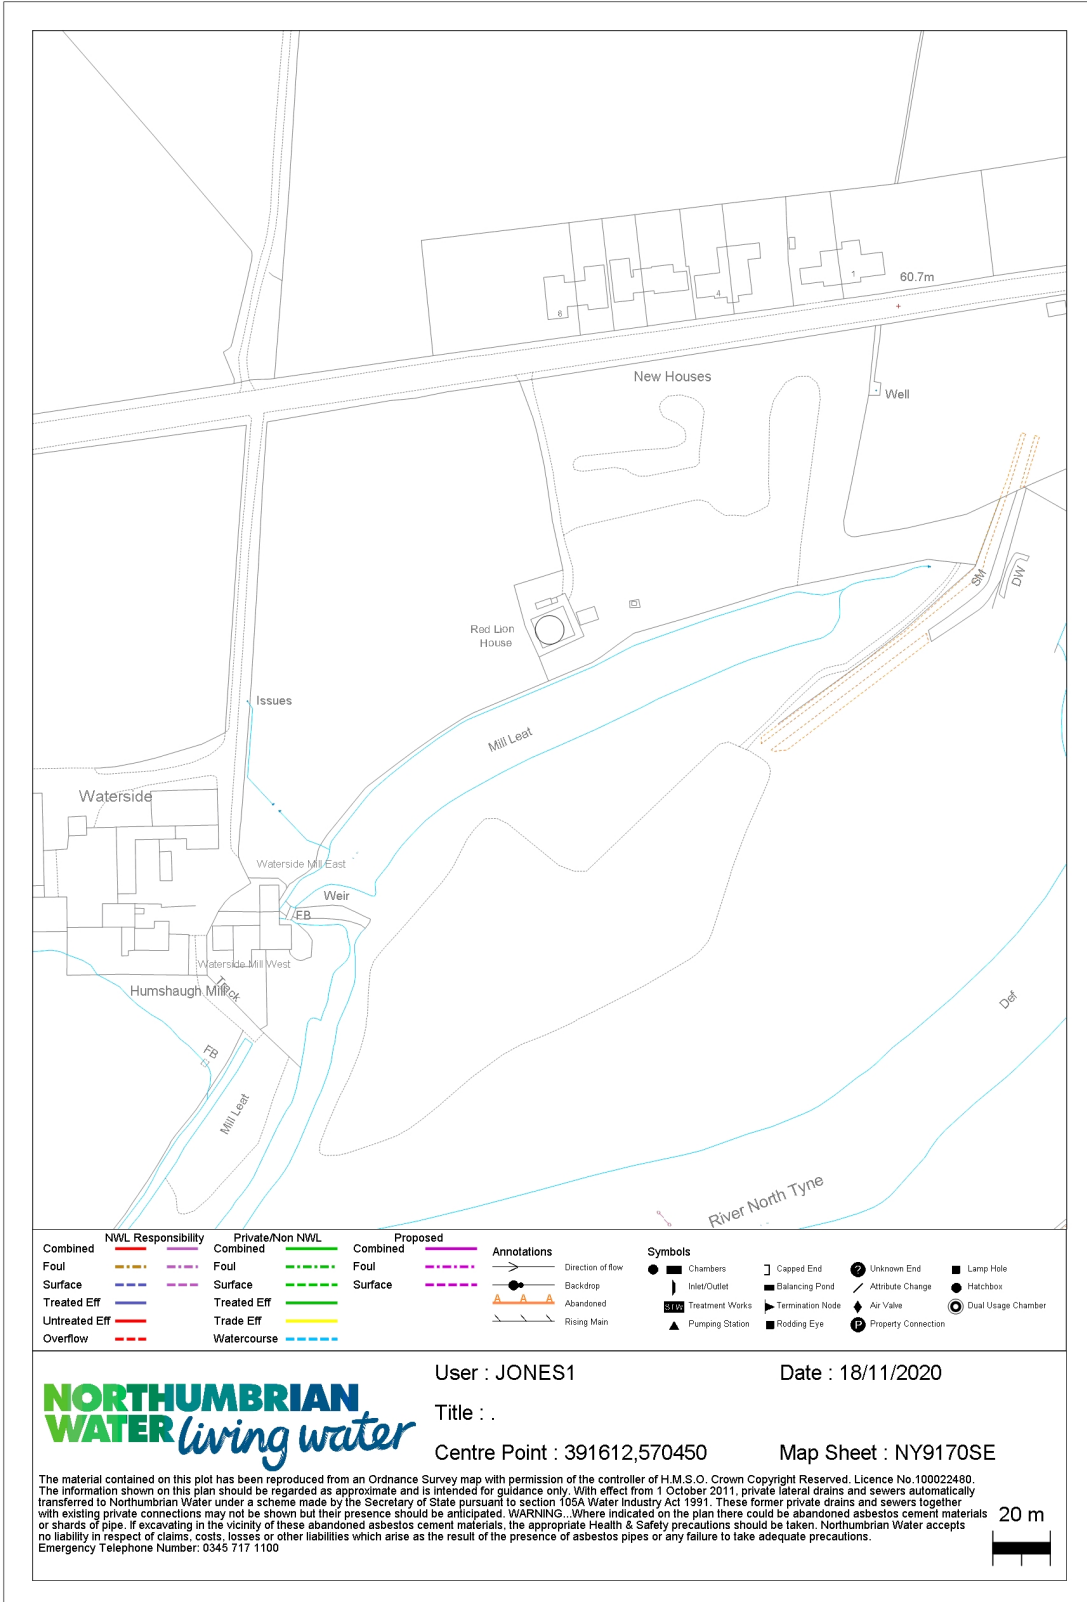 60.7m
8
4
1
New Houses
Well
SM
DW
Red Lion
House
Issues
Mill Leat
Waterside
Waterside Mill East
Weir
FB
Waterside Mill West
Track
Humshaugh Mill
FB
Mill Leat
Def
River North Tyne
NWL Responsibility Private/Non NWL Proposed
Combined Combined Combined
Foul Foul Foul
Surface Surface Surface
Treated Eff Treated Eff
Untreated Eff Trade Eff
Overflow Watercourse
Annotations
Direction of flow
Backdrop
A A A Abandoned
Rising Main
Symbols
Chambers Capped End ? Unknown End Lamp Hole
Inlet/Outlet Balancing Pond Attribute Change Hatchbox
STW Treatment Works Termination Node Air Valve Dual Usage Chamber
Pumping Station Rodding Eye P Property Connection
NORTHUMBRIAN
WATER living water
User : JONES1 Date : 18/11/2020
Title : .
Centre Point : 391612,570450 Map Sheet : NY9170SE
The material contained on this plot has been reproduced from an Ordnance Survey map with permission of the controller of H.M.S.O. Crown Copyright Reserved. Licence No.100022480.
The information shown on this plan should be regarded as approximate and is intended for guidance only. With effect from 1 October 2011, private lateral drains and sewers automatically
transferred to Northumbrian Water under a scheme made by the Secretary of State pursuant to section 105A Water Industry Act 1991. These former private drains and sewers together
with existing private connections may not be shown but their presence should be anticipated. WARNING...Where indicated on the plan there could be abandoned asbestos cement materials
or shards of pipe. If excavating in the vicinity of these abandoned asbestos cement materials, the appropriate Health & Safety precautions should be taken. Northumbrian Water accepts
no liability in respect of claims, costs, losses or other liabilities which arise as the result of the presence of asbestos pipes or any failure to take adequate precautions.
Emergency Telephone Number: 0345 717 1100
20 m